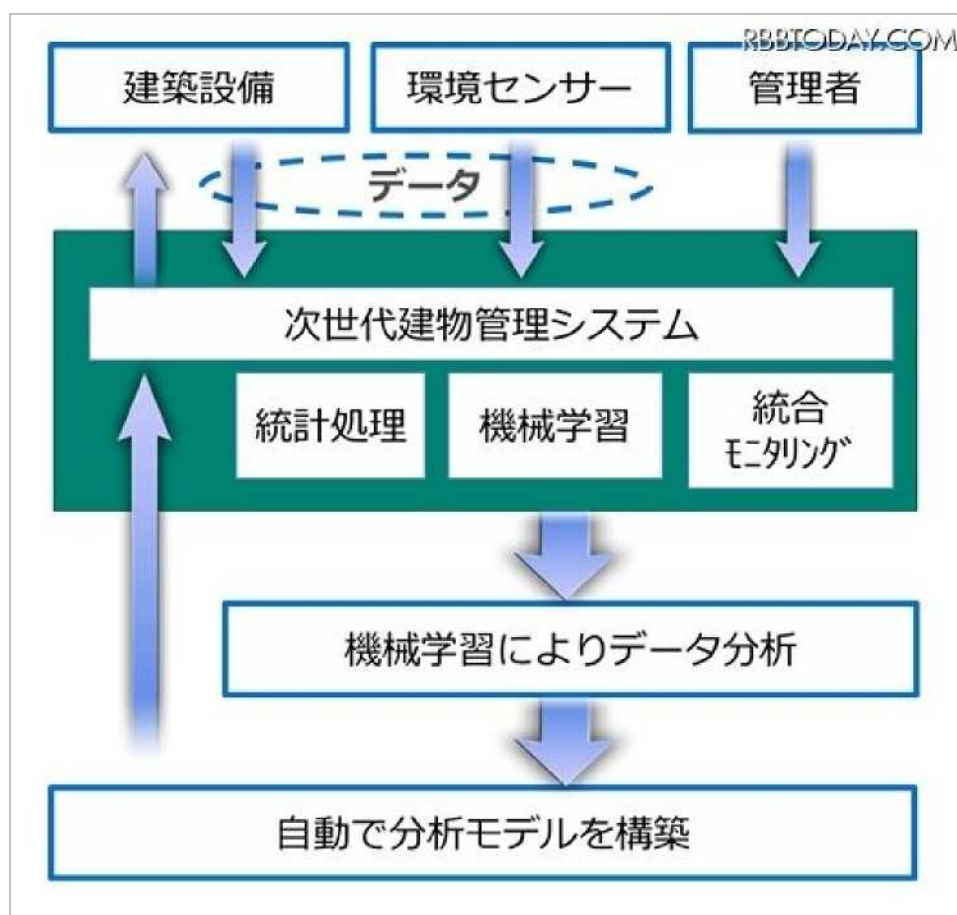 RBBTODAY.COM
建築設備
環境センサー
管理者
データ
次世代建物管理システム
統計処理
機械学習
統合
ﾓﾆﾀﾘﾝｸﾞ
機械学習によりデータ分析
自動で分析モデルを構築